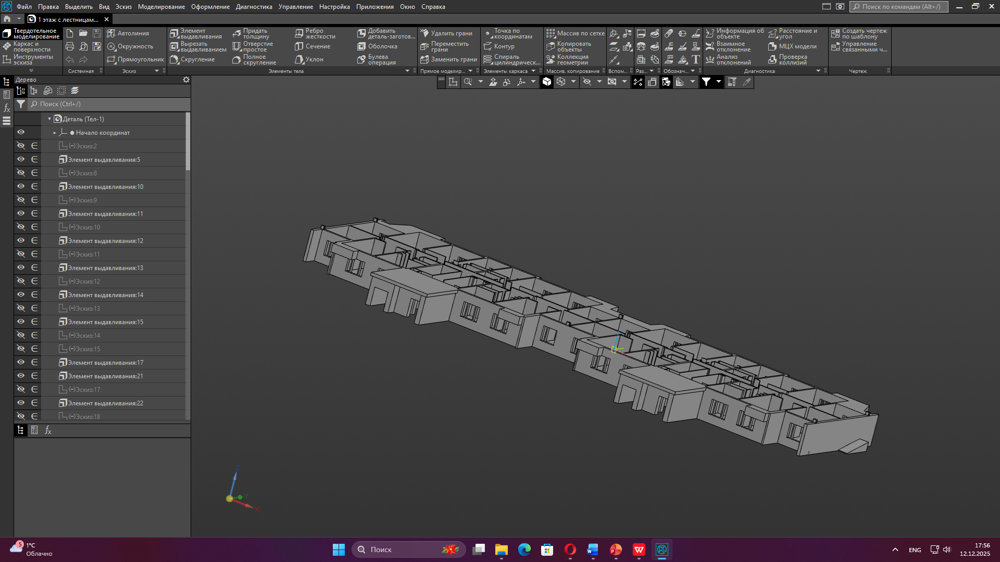 Файл Правка Выделить Вид Эскиз Моделирование Оформление Диагностика Управление Настройка Приложения Окно Справка
Поиск по командам (Alt+/)
1 этаж с лестницам...
Твердотельное моделирование
Каркас и поверхности
Инструменты эскиза
Системная
Автолиния
Окружность
Прямоугольник
Эскиз
Элемент выдавливания
Вырезать выдавливанием
Скругление
Придать толщину
Отверстие простое
Полное скругление
Ребро жесткости
Сечение
Уклон
Добавить деталь-заготов...
Оболочка
Булева операция
Элементы тела
Удалить грани
Переместить грани
Заменить грани
Прямое моделир...
Точка по координатам
Контур
Спираль цилиндрическ...
Элементы каркаса
Массив по сетке
Копировать объекты
Коллекция геометрии
Массив, копирование
Вспом...
Раз...
Обознач...
Информация об объекте
Взаимное отклонение
Анализ отклонений
Расстояние и угол
МЦХ модели
Проверка коллизий
Диагностика
Создать чертеж по шаблону
Управление связанными ч...
Чертеж
Дерево
Поиск (Ctrl+/)
Деталь (Тел-1)
Начало координат
(−)Эскиз:2
Элемент выдавливания:5
(−)Эскиз:8
Элемент выдавливания:10
(−)Эскиз:9
Элемент выдавливания:11
(−)Эскиз:10
Элемент выдавливания:12
(−)Эскиз:11
Элемент выдавливания:13
(−)Эскиз:12
Элемент выдавливания:14
(−)Эскиз:13
Элемент выдавливания:15
(−)Эскиз:14
(−)Эскиз:15
Элемент выдавливания:17
Элемент выдавливания:21
(−)Эскиз:17
Элемент выдавливания:22
(−)Эскиз:18
Z
Y
X
5
1°C
Облачно
Поиск
ENG
17:56
12.12.2025